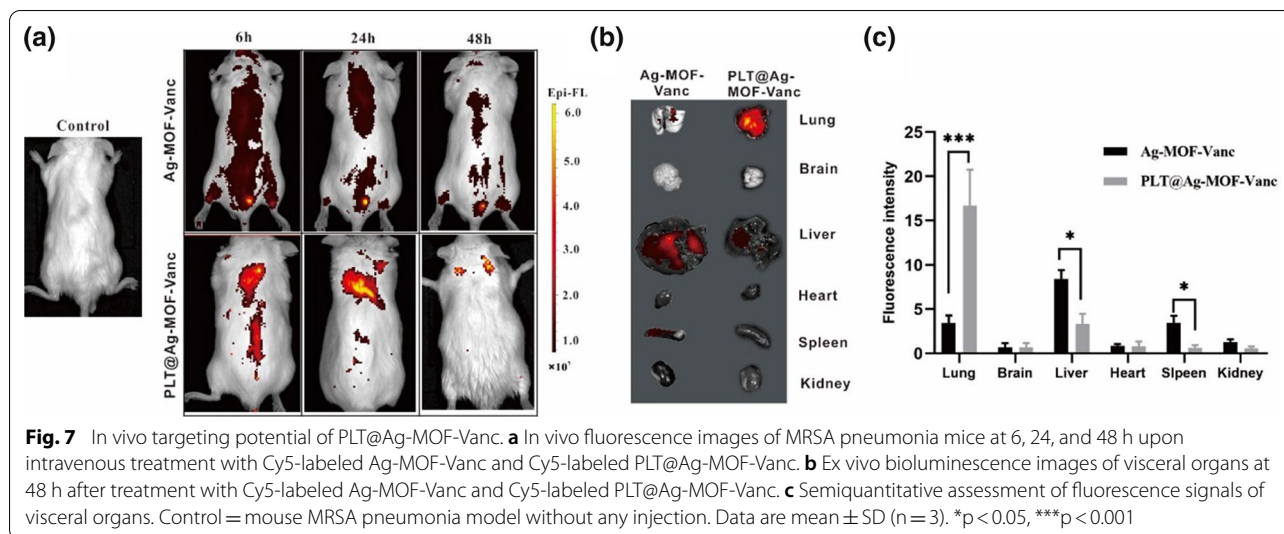 (a)
6h
24h
48h
Control
Ag-MOF-Vanc
PLT@Ag-MOF-Vanc
Epi-FL
6.0
5.0
4.0
3.0
2.0
1.0
(b)
Ag-MOF-
Vanc
PLT@Ag-
MOF-Vanc
Lung
Brain
Liver
Heart
Spleen
Kidney
(c)
Fluorescence intensity
25
20
15
10
5
0
***
*
*
Ag-MOF-Vanc
PLT@Ag-MOF-Vanc
Lung
Brain
Liver
Heart
Slpeen
Kidney
Fig. 7 In vivo targeting potential of PLT@Ag-MOF-Vanc. a In vivo fluorescence images of MRSA pneumonia mice at 6, 24, and 48 h upon
intravenous treatment with Cy5-labeled Ag-MOF-Vanc and Cy5-labeled PLT@Ag-MOF-Vanc. b Ex vivo bioluminescence images of visceral organs at
48 h after treatment with Cy5-labeled Ag-MOF-Vanc and Cy5-labeled PLT@Ag-MOF-Vanc. c Semiquantitative assessment of fluorescence signals of
visceral organs. Control = mouse MRSA pneumonia model without any injection. Data are mean ± SD (n = 3). *p < 0.05, ***p < 0.001